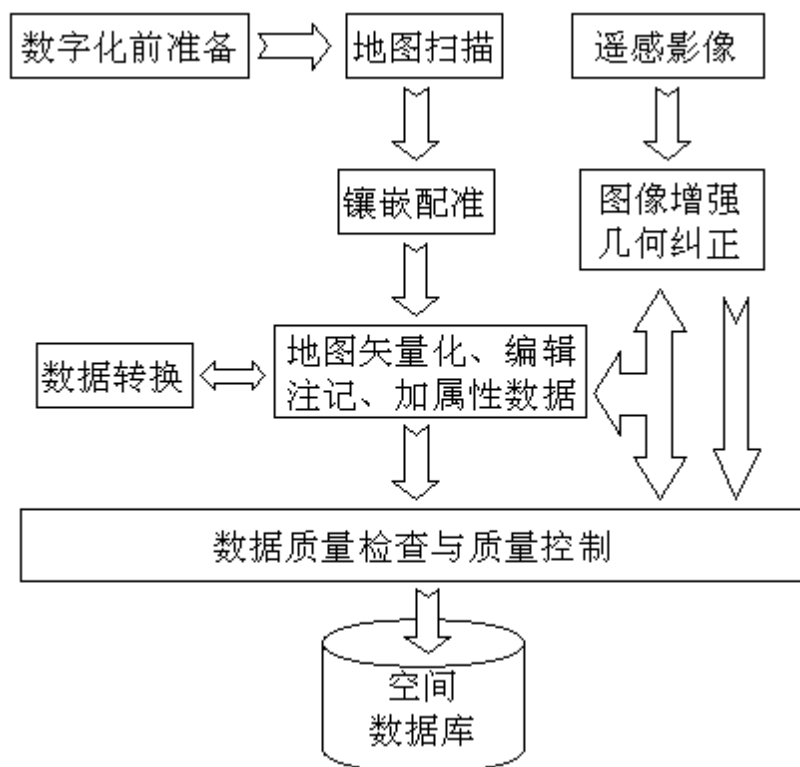 数字化前准备
地图扫描
遥感影像
镶嵌配准
图像增强
几何纠正
数据转换
地图矢量化、编辑
注记、加属性数据
数据质量检查与质量控制
空间
数据库